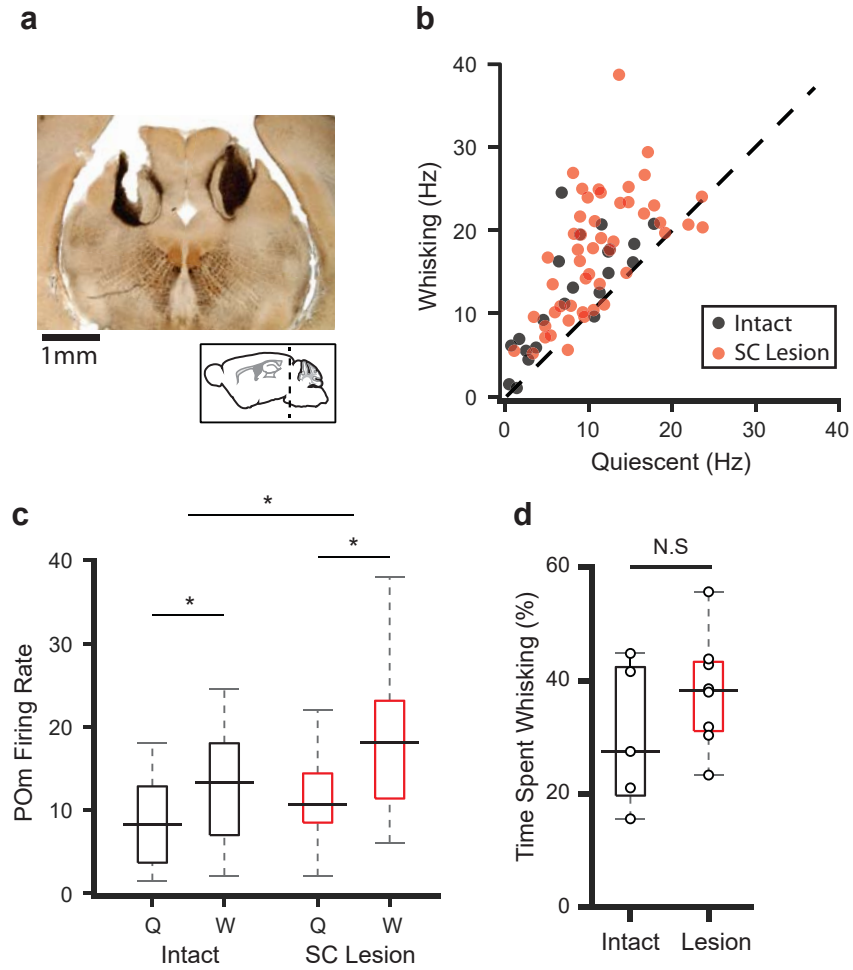 a
1mm
b
40
30
20
10
0
Whisking (Hz)
Intact
SC Lesion
0
10
20
30
40
Quiescent (Hz)
c
*
*
*
40
30
20
10
0
POm Firing Rate
Q
W
Q
W
Intact
SC Lesion
d
N.S
60
40
20
0
Time Spent Whisking (%)
Intact
Lesion